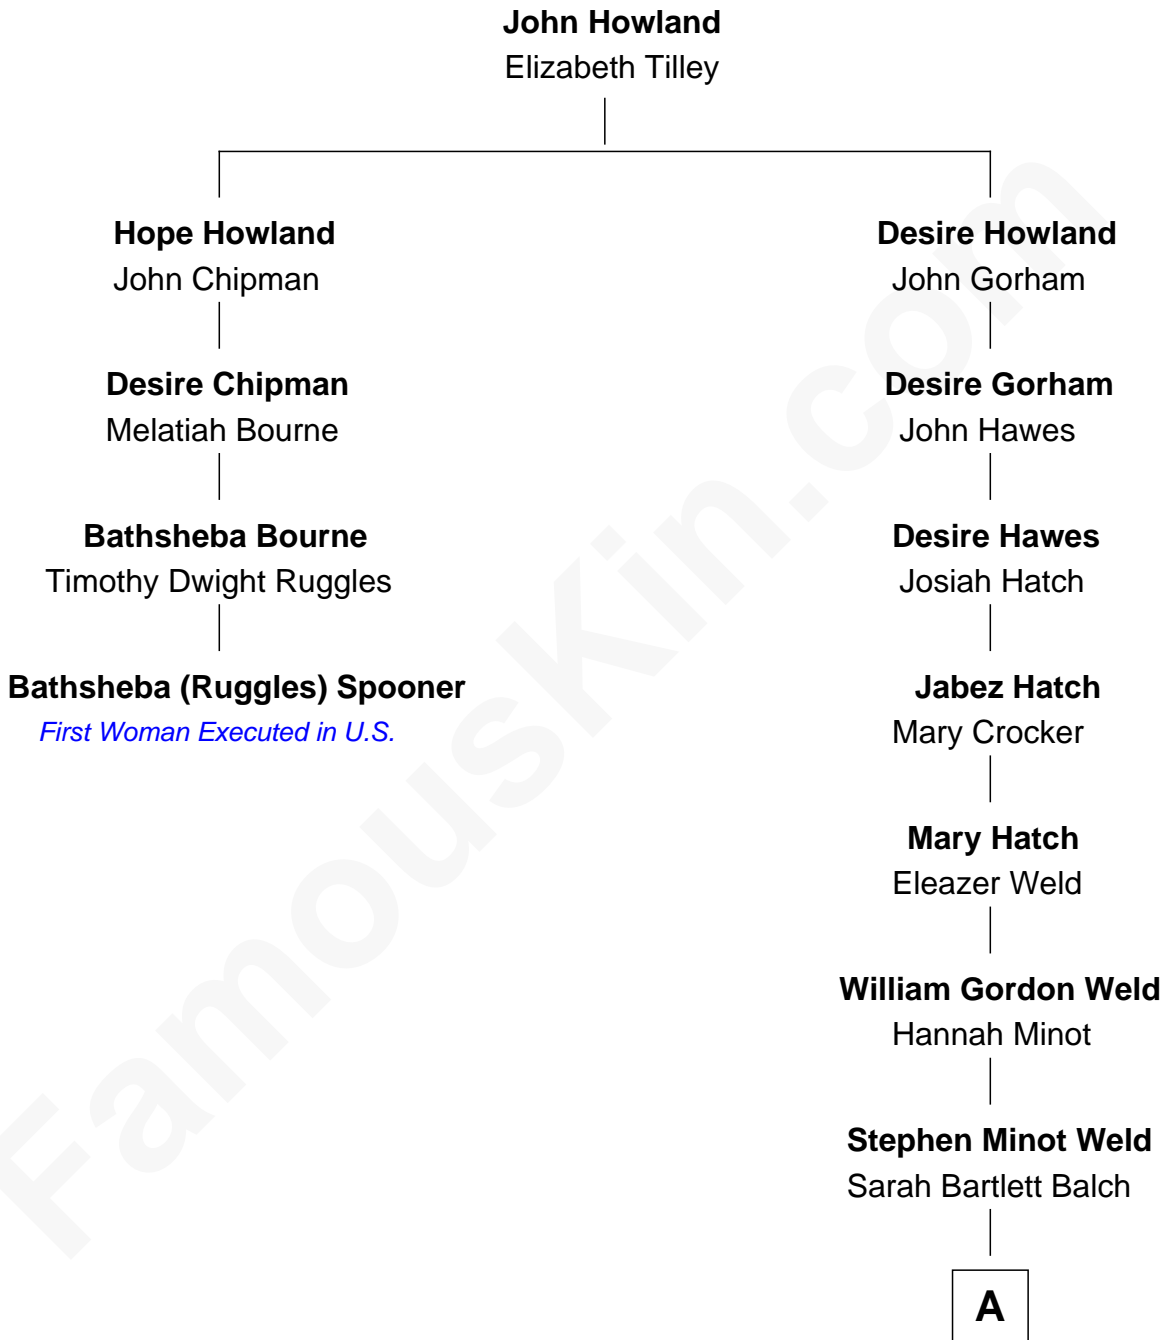 John Howland
Elizabeth Tilley
Hope Howland
John Chipman
Desire Howland
John Gorham
Desire Chipman
Melatiah Bourne
Desire Gorham
John Hawes
Bathsheba Bourne
Timothy Dwight Ruggles
Desire Hawes
Josiah Hatch
Bathsheba (Ruggles) Spooner
First Woman Executed in U.S.
Jabez Hatch
Mary Crocker
Mary Hatch
Eleazer Weld
William Gordon Weld
Hannah Minot
Stephen Minot Weld
Sarah Bartlett Balch
A
FamousKin.com